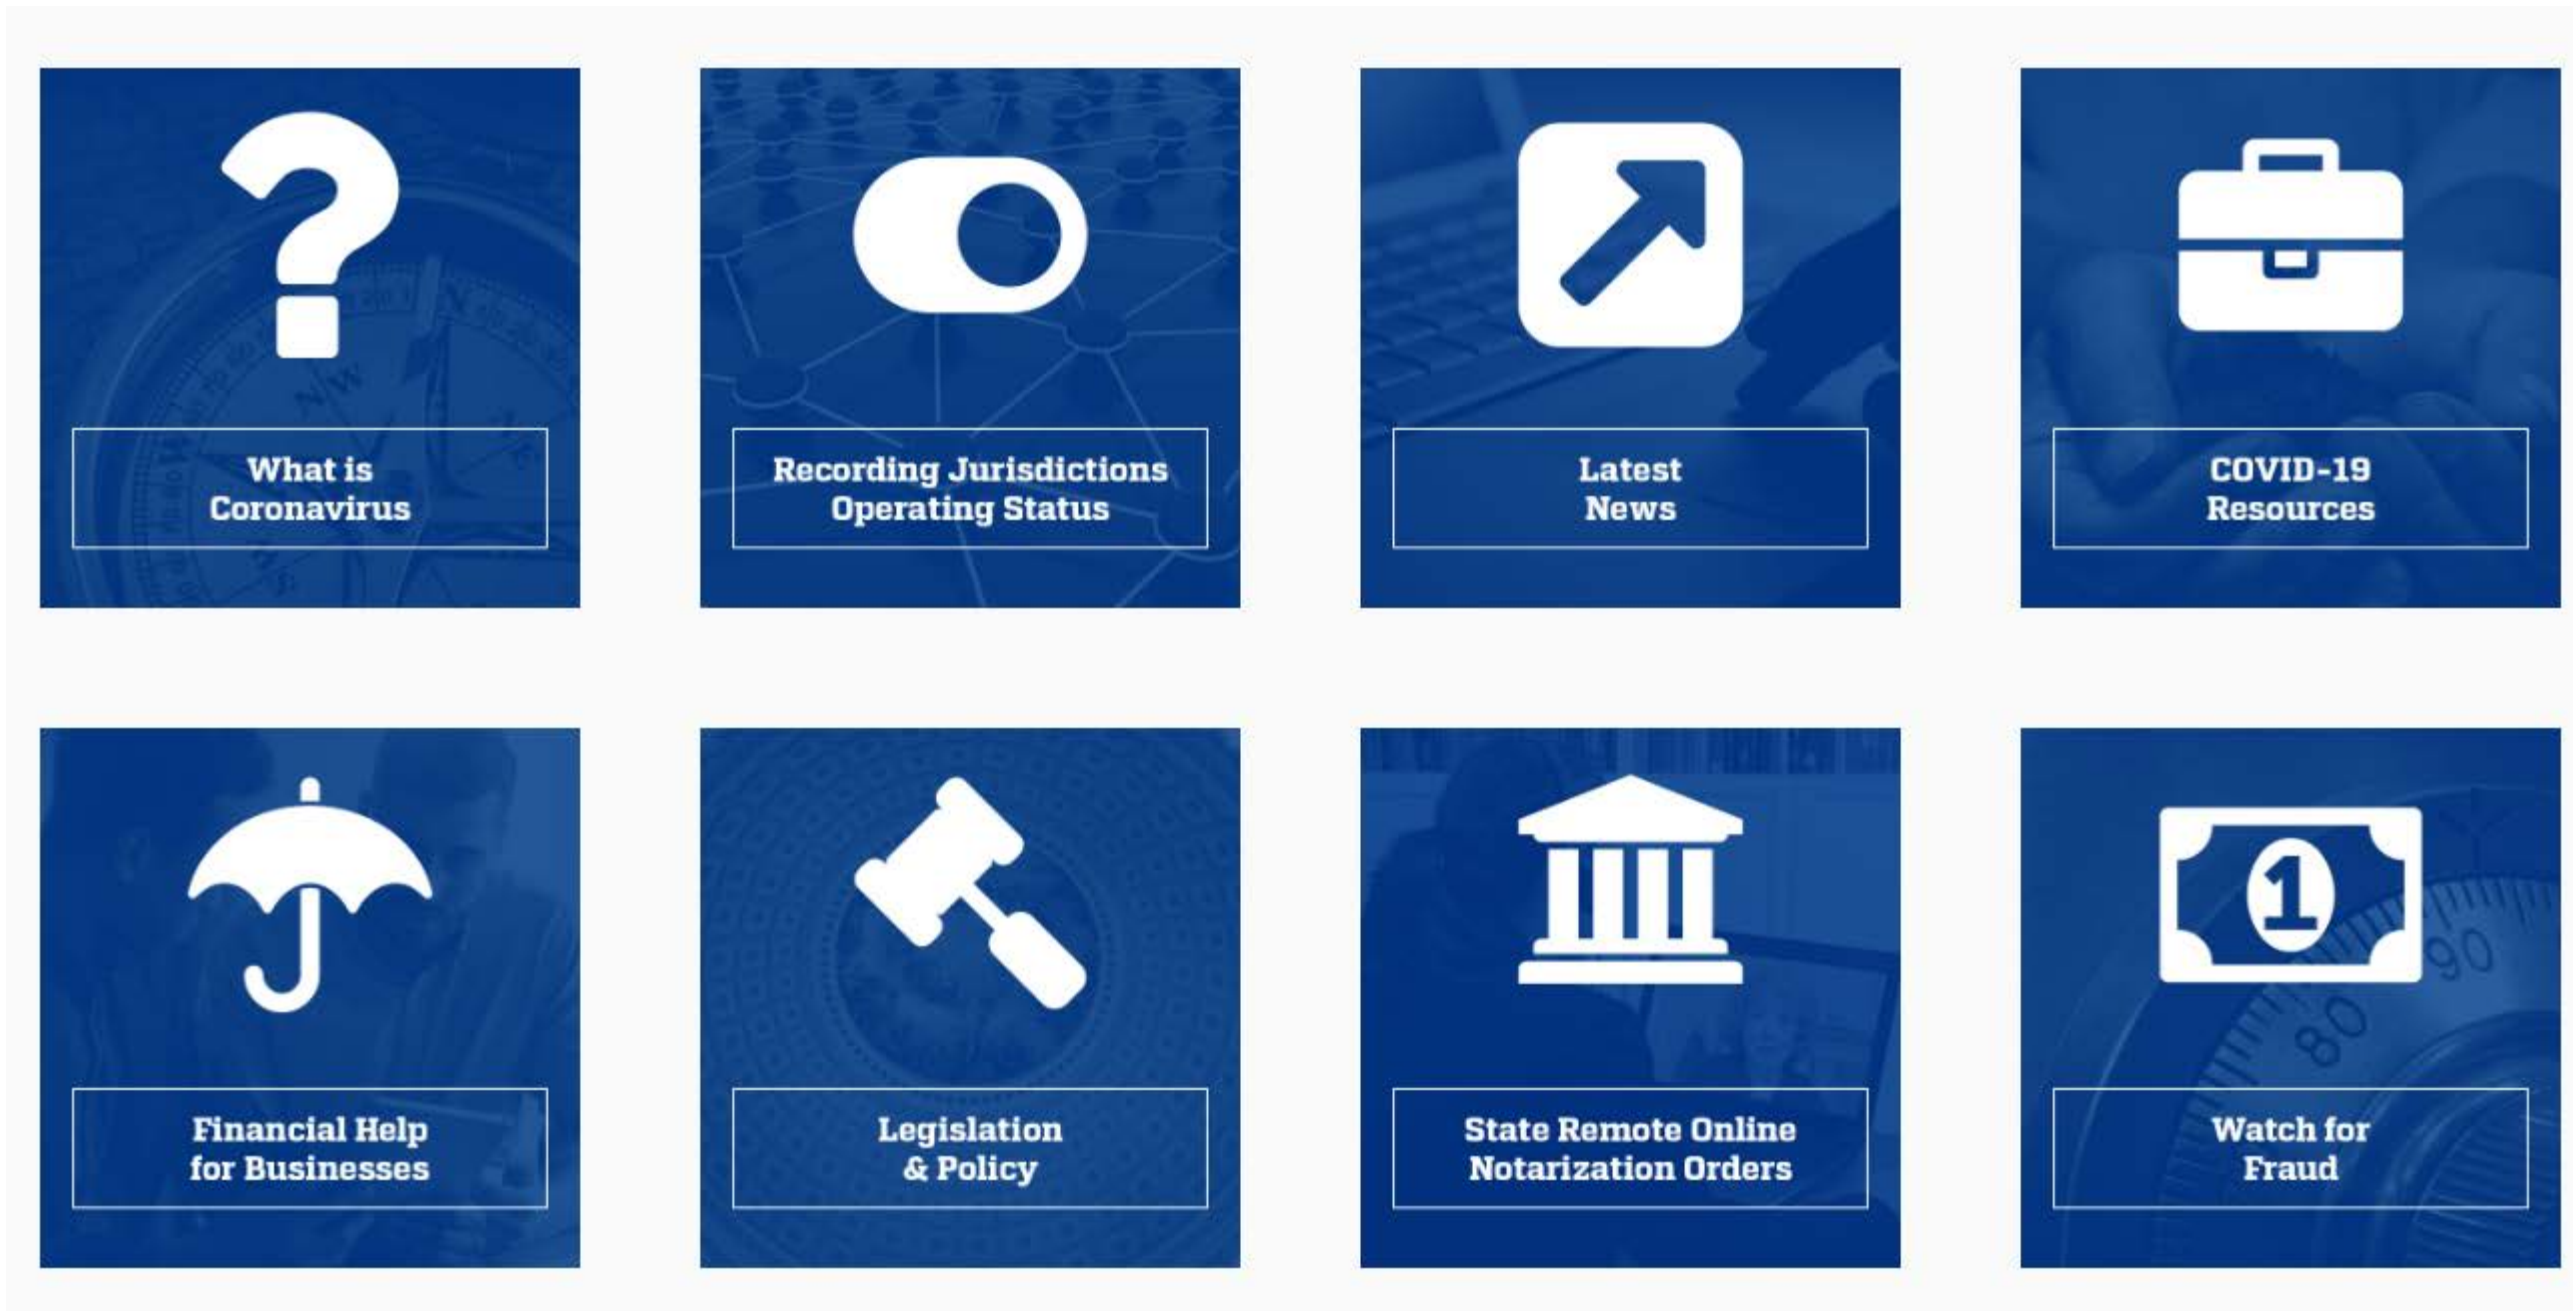 What is
Coronavirus
Recording Jurisdictions
Operating Status
Latest
News
COVID-19
Resources
Financial Help
for Businesses
Legislation
& Policy
State Remote Online
Notarization Orders
1
90
80
Watch for
Fraud